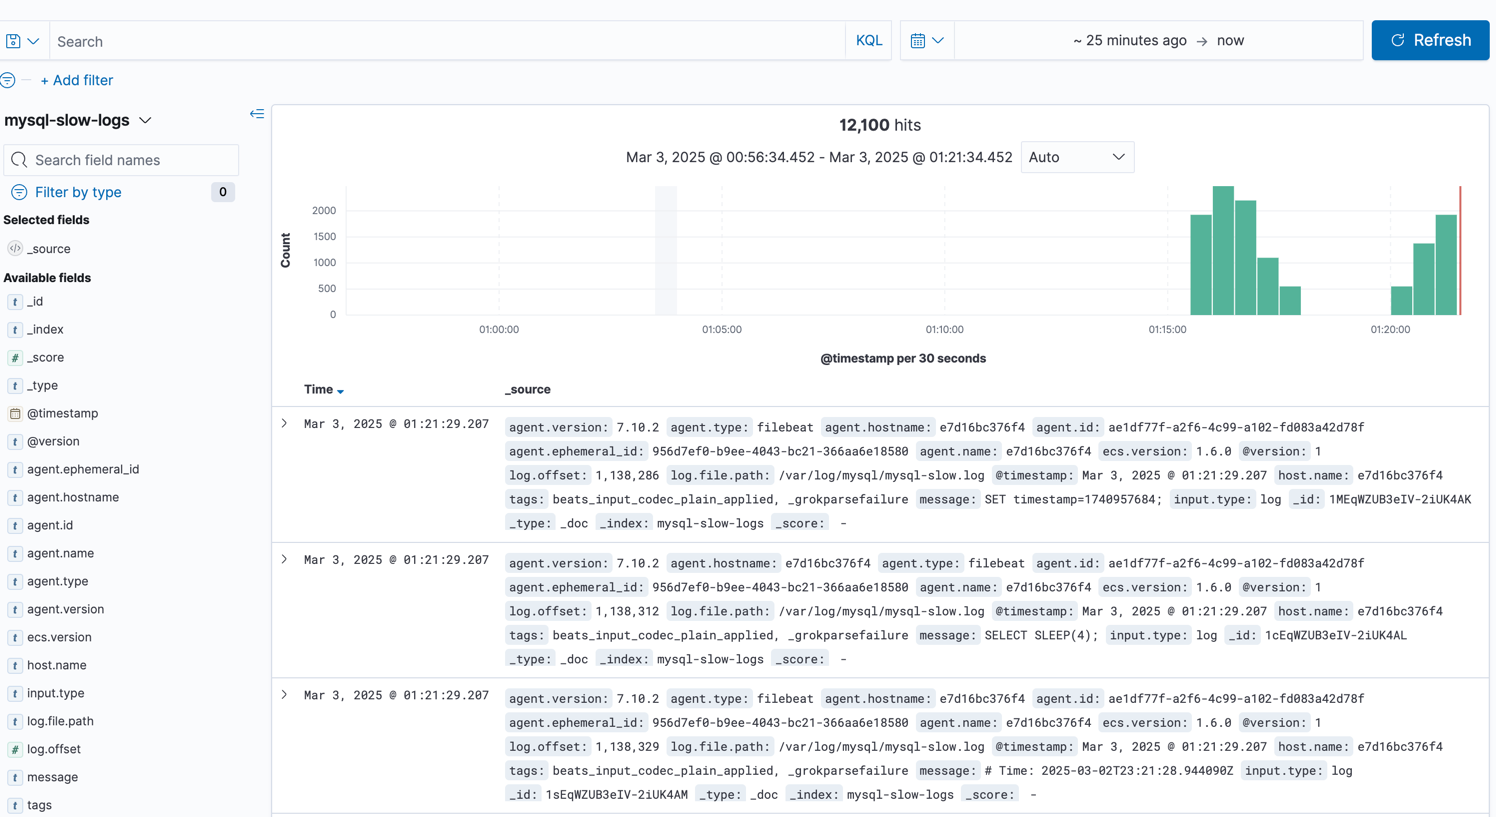 Search KQL ~ 25 minutes ago → now Refresh
+ Add filter
mysql-slow-logs
Search field names
Filter by type 0
Selected fields
_source
Available fields
t _id
t _index
# _score
t _type
@timestamp
t @version
t agent.ephemeral_id
t agent.hostname
t agent.id
t agent.name
t agent.type
t agent.version
t ecs.version
t host.name
t input.type
t log.file.path
# log.offset
t message
t tags
12,100 hits
Mar 3, 2025 @ 00:56:34.452 - Mar 3, 2025 @ 01:21:34.452 Auto
Count
2000
1500
1000
500
0
01:00:00 01:05:00 01:10:00 01:15:00 01:20:00
@timestamp per 30 seconds
Time _source
Mar 3, 2025 @ 01:21:29.207 agent.version: 7.10.2 agent.type: filebeat agent.hostname: e7d16bc376f4 agent.id: ae1df77f-a2f6-4c99-a102-fd083a42d78f
agent.ephemeral_id: 956d7ef0-b9ee-4043-bc21-366aa6e18580 agent.name: e7d16bc376f4 ecs.version: 1.6.0 @version: 1
log.offset: 1,138,286 log.file.path: /var/log/mysql/mysql-slow.log @timestamp: Mar 3, 2025 @ 01:21:29.207 host.name: e7d16bc376f4
tags: beats_input_codec_plain_applied, _grokparsefailure message: SET timestamp=1740957684; input.type: log _id: 1MEqWZUB3eIV-2iUK4AK
_type: _doc _index: mysql-slow-logs _score: -
Mar 3, 2025 @ 01:21:29.207 agent.version: 7.10.2 agent.hostname: e7d16bc376f4 agent.type: filebeat agent.id: ae1df77f-a2f6-4c99-a102-fd083a42d78f
agent.ephemeral_id: 956d7ef0-b9ee-4043-bc21-366aa6e18580 agent.name: e7d16bc376f4 ecs.version: 1.6.0 @version: 1
log.offset: 1,138,312 log.file.path: /var/log/mysql/mysql-slow.log @timestamp: Mar 3, 2025 @ 01:21:29.207 host.name: e7d16bc376f4
tags: beats_input_codec_plain_applied, _grokparsefailure message: SELECT SLEEP(4); input.type: log _id: 1cEqWZUB3eIV-2iUK4AL
_type: _doc _index: mysql-slow-logs _score: -
Mar 3, 2025 @ 01:21:29.207 agent.version: 7.10.2 agent.type: filebeat agent.hostname: e7d16bc376f4 agent.id: ae1df77f-a2f6-4c99-a102-fd083a42d78f
agent.ephemeral_id: 956d7ef0-b9ee-4043-bc21-366aa6e18580 agent.name: e7d16bc376f4 ecs.version: 1.6.0 @version: 1
log.offset: 1,138,329 log.file.path: /var/log/mysql/mysql-slow.log @timestamp: Mar 3, 2025 @ 01:21:29.207 host.name: e7d16bc376f4
tags: beats_input_codec_plain_applied, _grokparsefailure message: # Time: 2025-03-02T23:21:28.944090Z input.type: log
_id: 1sEqWZUB3eIV-2iUK4AM _type: _doc _index: mysql-slow-logs _score: -